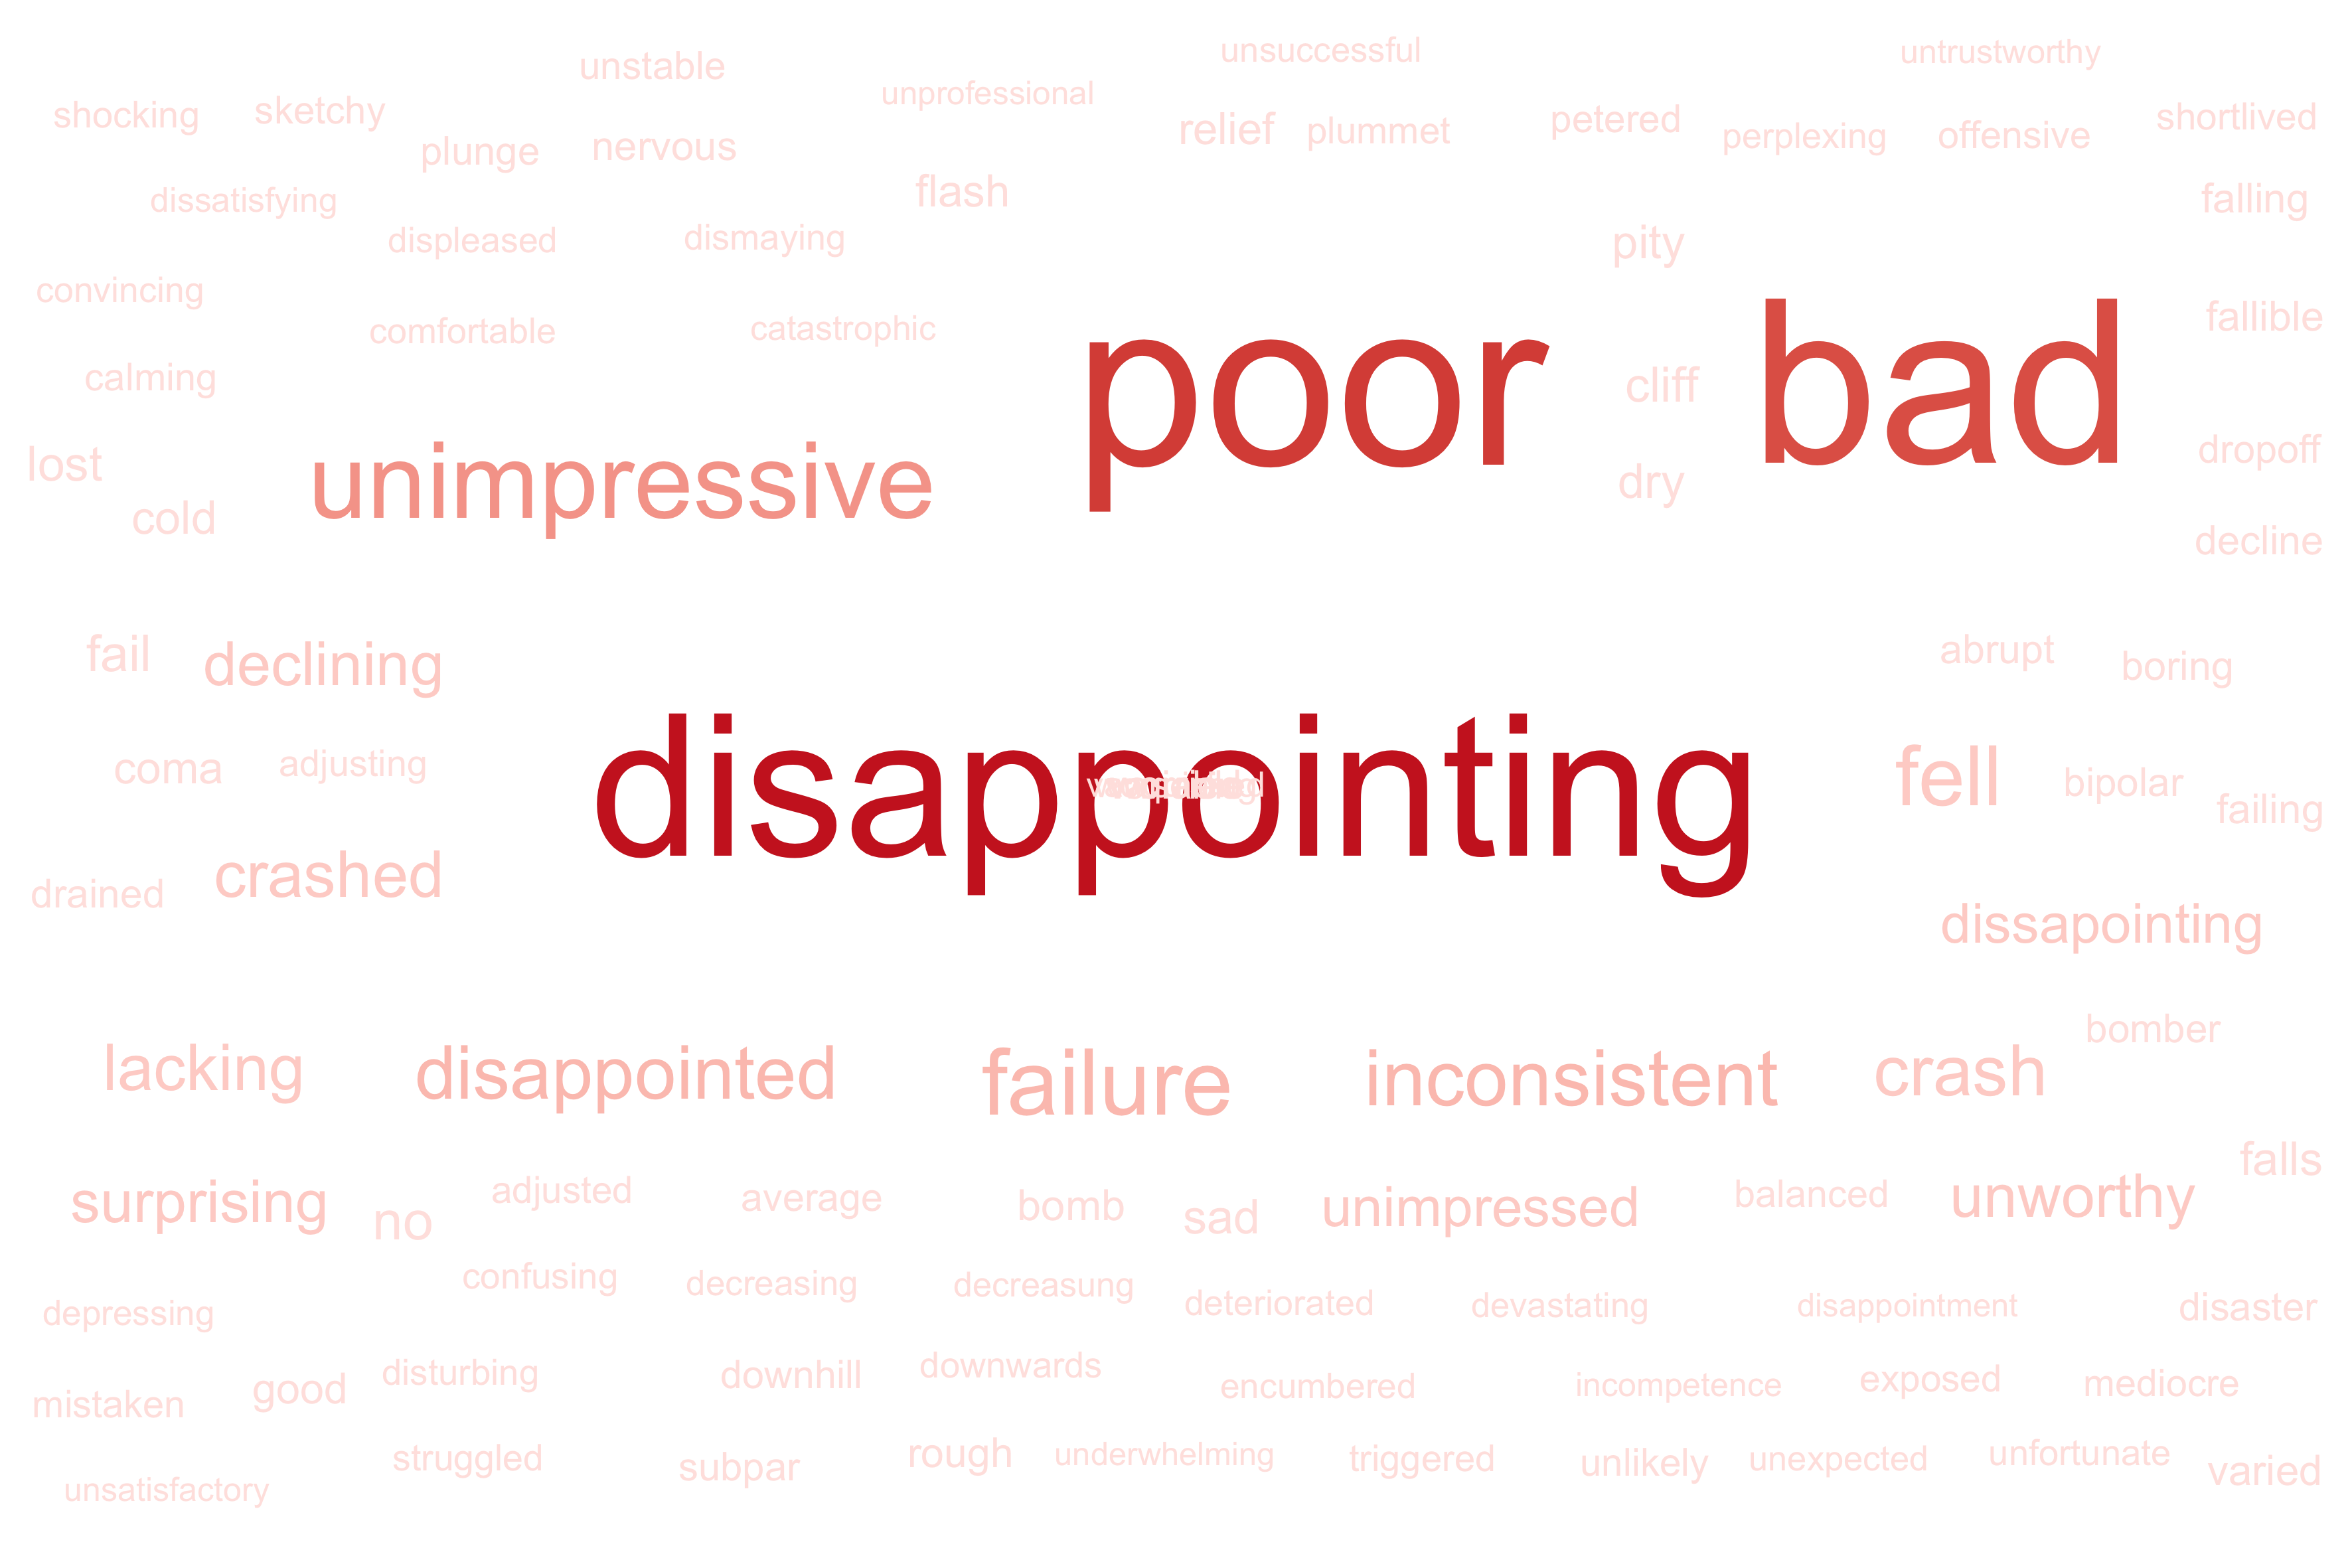 unsuccessful
untrustworthy
unstable
unprofessional
shocking
sketchy
relief
plummet
petered
perplexing
offensive
shortlived
plunge
nervous
dissatisfying
flash
falling
displeased
dismaying
pity
convincing
comfortable
catastrophic
poor
bad
fallible
calming
cliff
lost
unimpressive
dry
dropoff
cold
decline
fail
declining
abrupt
boring
coma
adjusting
disappointing
fell
bipolar
failing
drained
crashed
dissapointing
bomber
lacking
disappointed
failure
inconsistent
crash
falls
surprising
no
adjusted
average
bomb
sad
unimpressed
balanced
unworthy
depressing
confusing
decreasing
decreasung
deteriorated
devastating
disappointment
disaster
mistaken
good
disturbing
downhill
downwards
encumbered
incompetence
exposed
mediocre
unsatisfactory
struggled
subpar
rough
underwhelming
triggered
unlikely
unexpected
unfortunate
varied